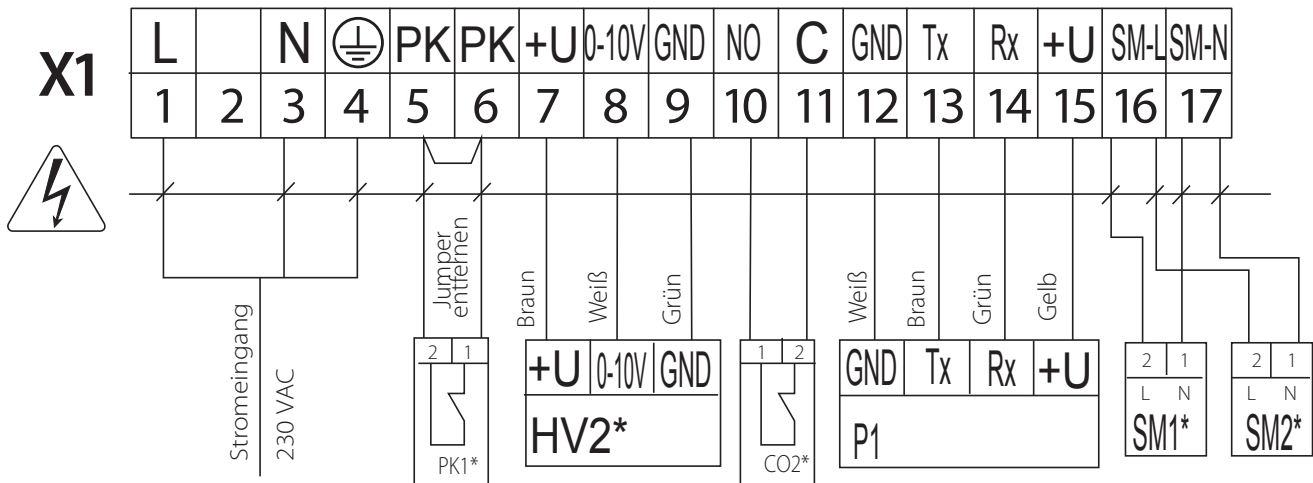 X1
L N PK PK +U 0-10V GND NO C GND Tx Rx +U SM-L SM-N
1 2 3 4 5 6 7 8 9 10 11 12 13 14 15 16 17
Stromeingang
230 VAC
Jumper
entfernen
Braun
Weiß
Grün
Weiß
Braun
Grün
Gelb
2 1
PK1*
+U 0-10V GND
HV2*
1 2
CO2*
GND Tx Rx +U
P1
2 1
L N
SM1*
2 1
L N
SM2*